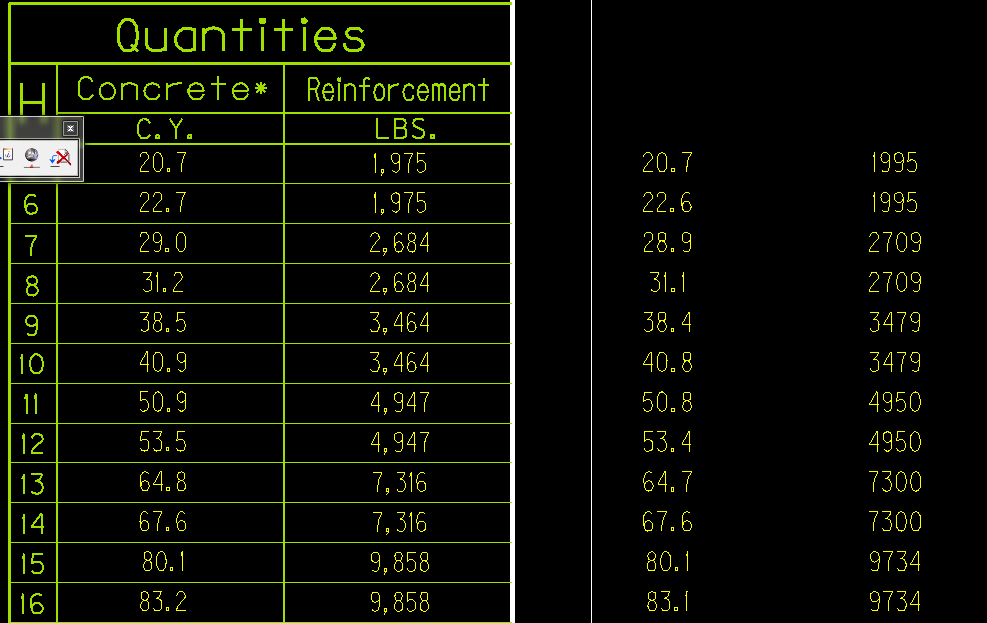 Quantities
H Concrete* Reinforcement
C.Y. LBS.
20.7 1,975 20.7 1995
6 22.7 1,975 22.6 1995
7 29.0 2,684 28.9 2709
8 31.2 2,684 31.1 2709
9 38.5 3,464 38.4 3479
10 40.9 3,464 40.8 3479
11 50.9 4,947 50.8 4950
12 53.5 4,947 53.4 4950
13 64.8 7,316 64.7 7300
14 67.6 7,316 67.6 7300
15 80.1 9,858 80.1 9734
16 83.2 9,858 83.1 9734